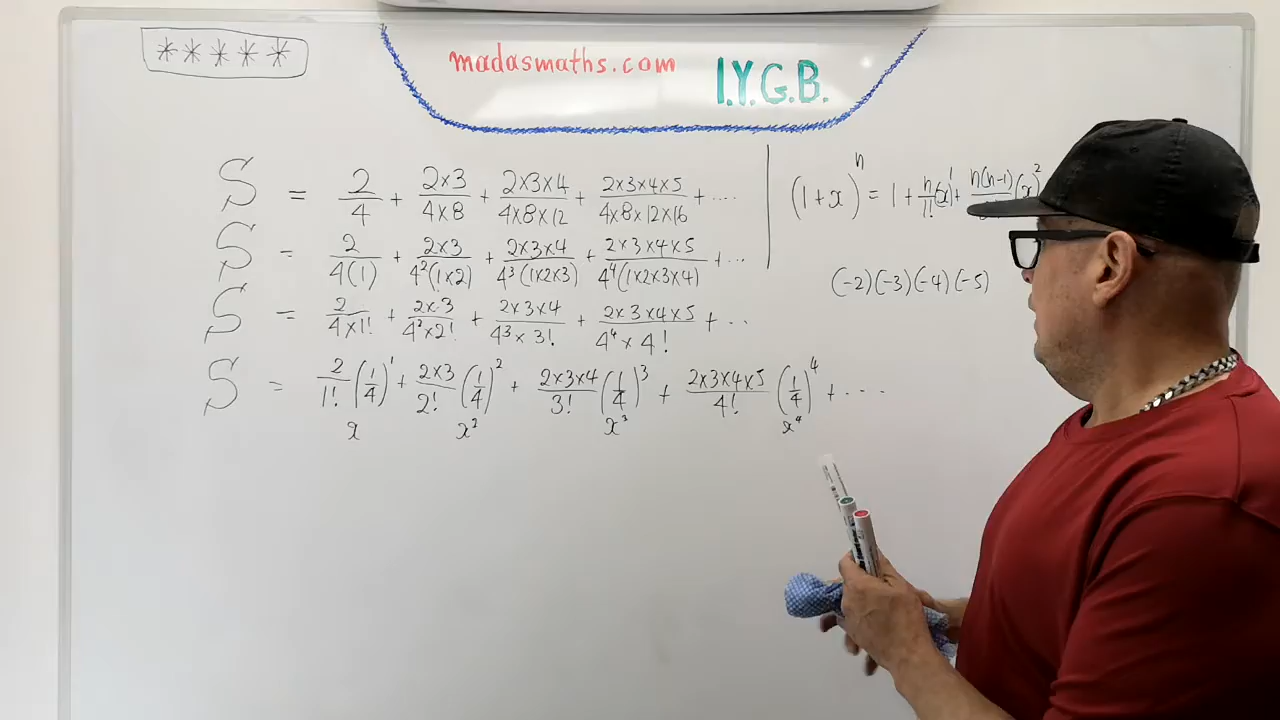 *****
madasmaths.com
I.Y.G.B.
S = 2/4 + 2×3/4×8 + 2×3×4/4×8×12 + 2×3×4×5/4×8×12×16 + ....
S = 2/4(1) + 2×3/4²(1×2) + 2×3×4/4³(1×2×3) + 2×3×4×5/4⁴(1×2×3×4) + ...
S = 2/4×1! + 2×3/4²×2! + 2×3×4/4³×3! + 2×3×4×5/4⁴×4! + ..
S = 2/1! (1/4)¹ + 2×3/2! (1/4)² + 2×3×4/3! (1/4)³ + 2×3×4×5/4! (1/4)⁴ + ....
x x² x³ x⁴
(1+x)ⁿ = 1 + n/1! (x)¹ + n(n-1) (x)²
(-2)(-3)(-4)(-5)